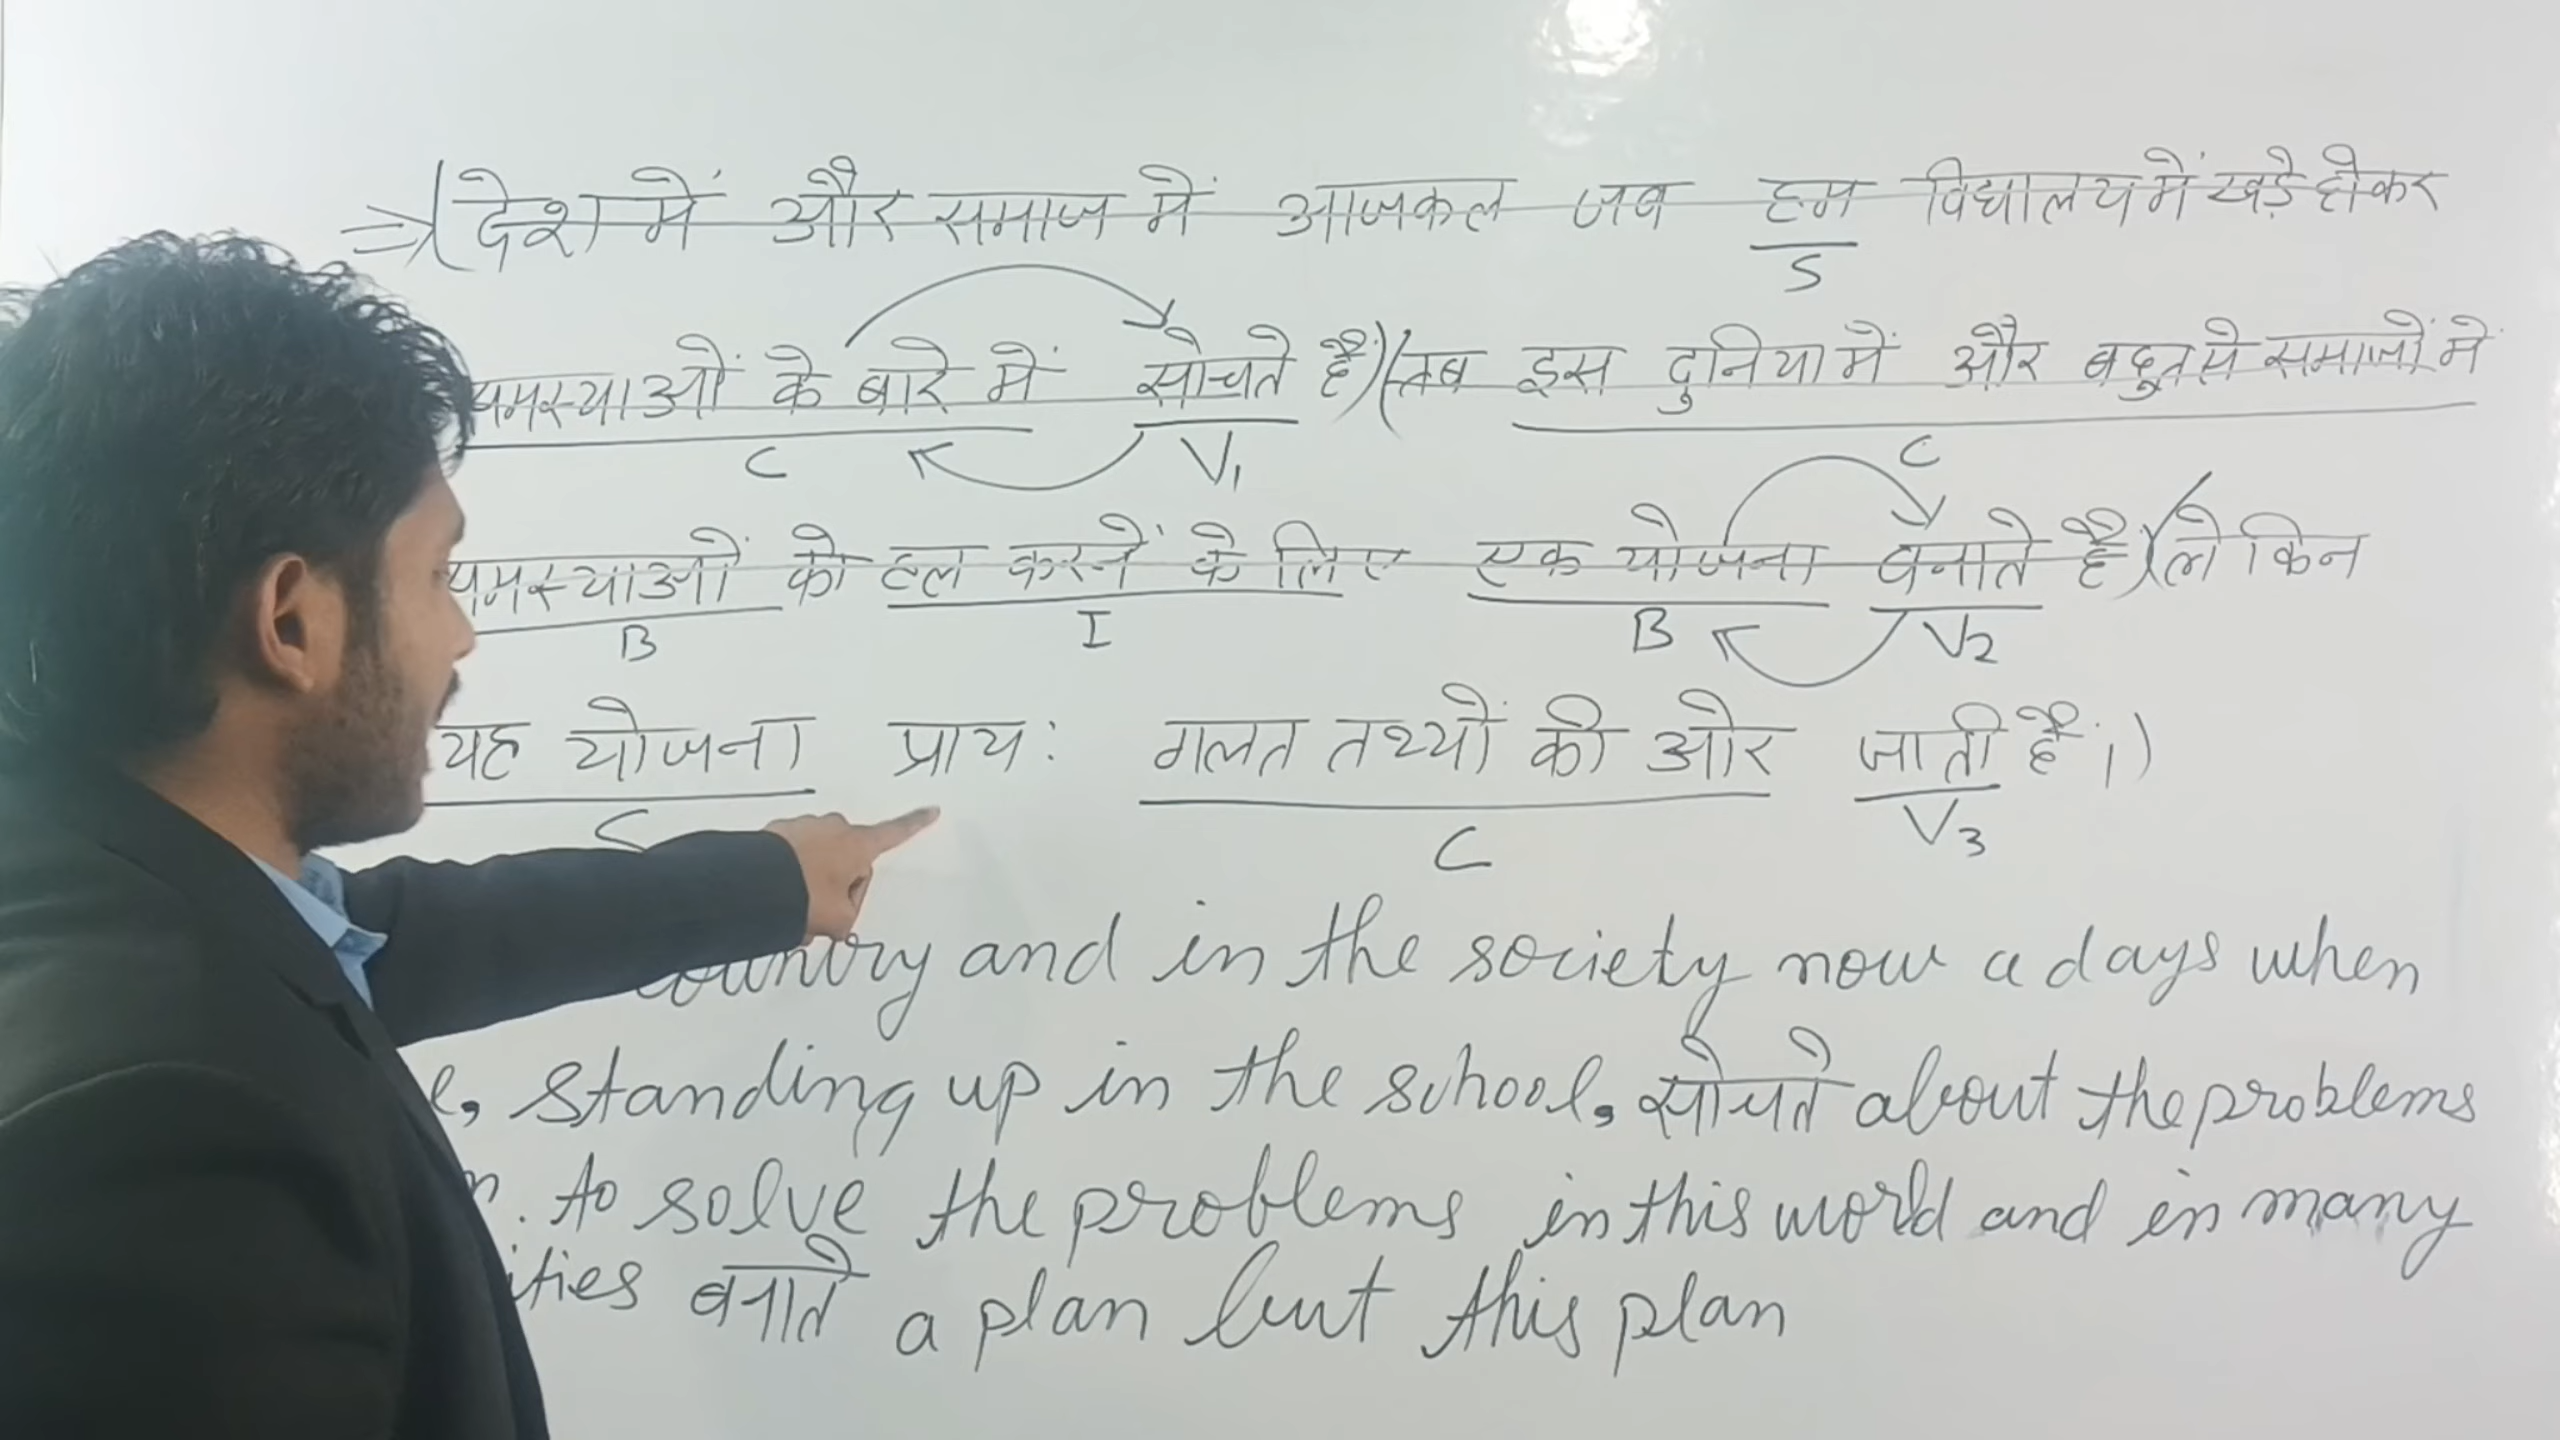 ⇒(देश में और समाज में आजकल जब हम विद्यालय में खड़े होकर
S
समस्याओं के बारे में सोचते हैं)(तब इस दुनिया में और बहुत से समाजों में
C V1 C
समस्याओं को हल करनें के लिए एक योजना बनाते है)(लेकिन
B I B V2
यह योजना प्रायः गलत तथ्यों की ओर जाती है।)
C C V3
country and in the society now a days when
, standing up in the school, सोचते about the problems
. to solve the problems in this world and in many
ities बनाते a plan but this plan